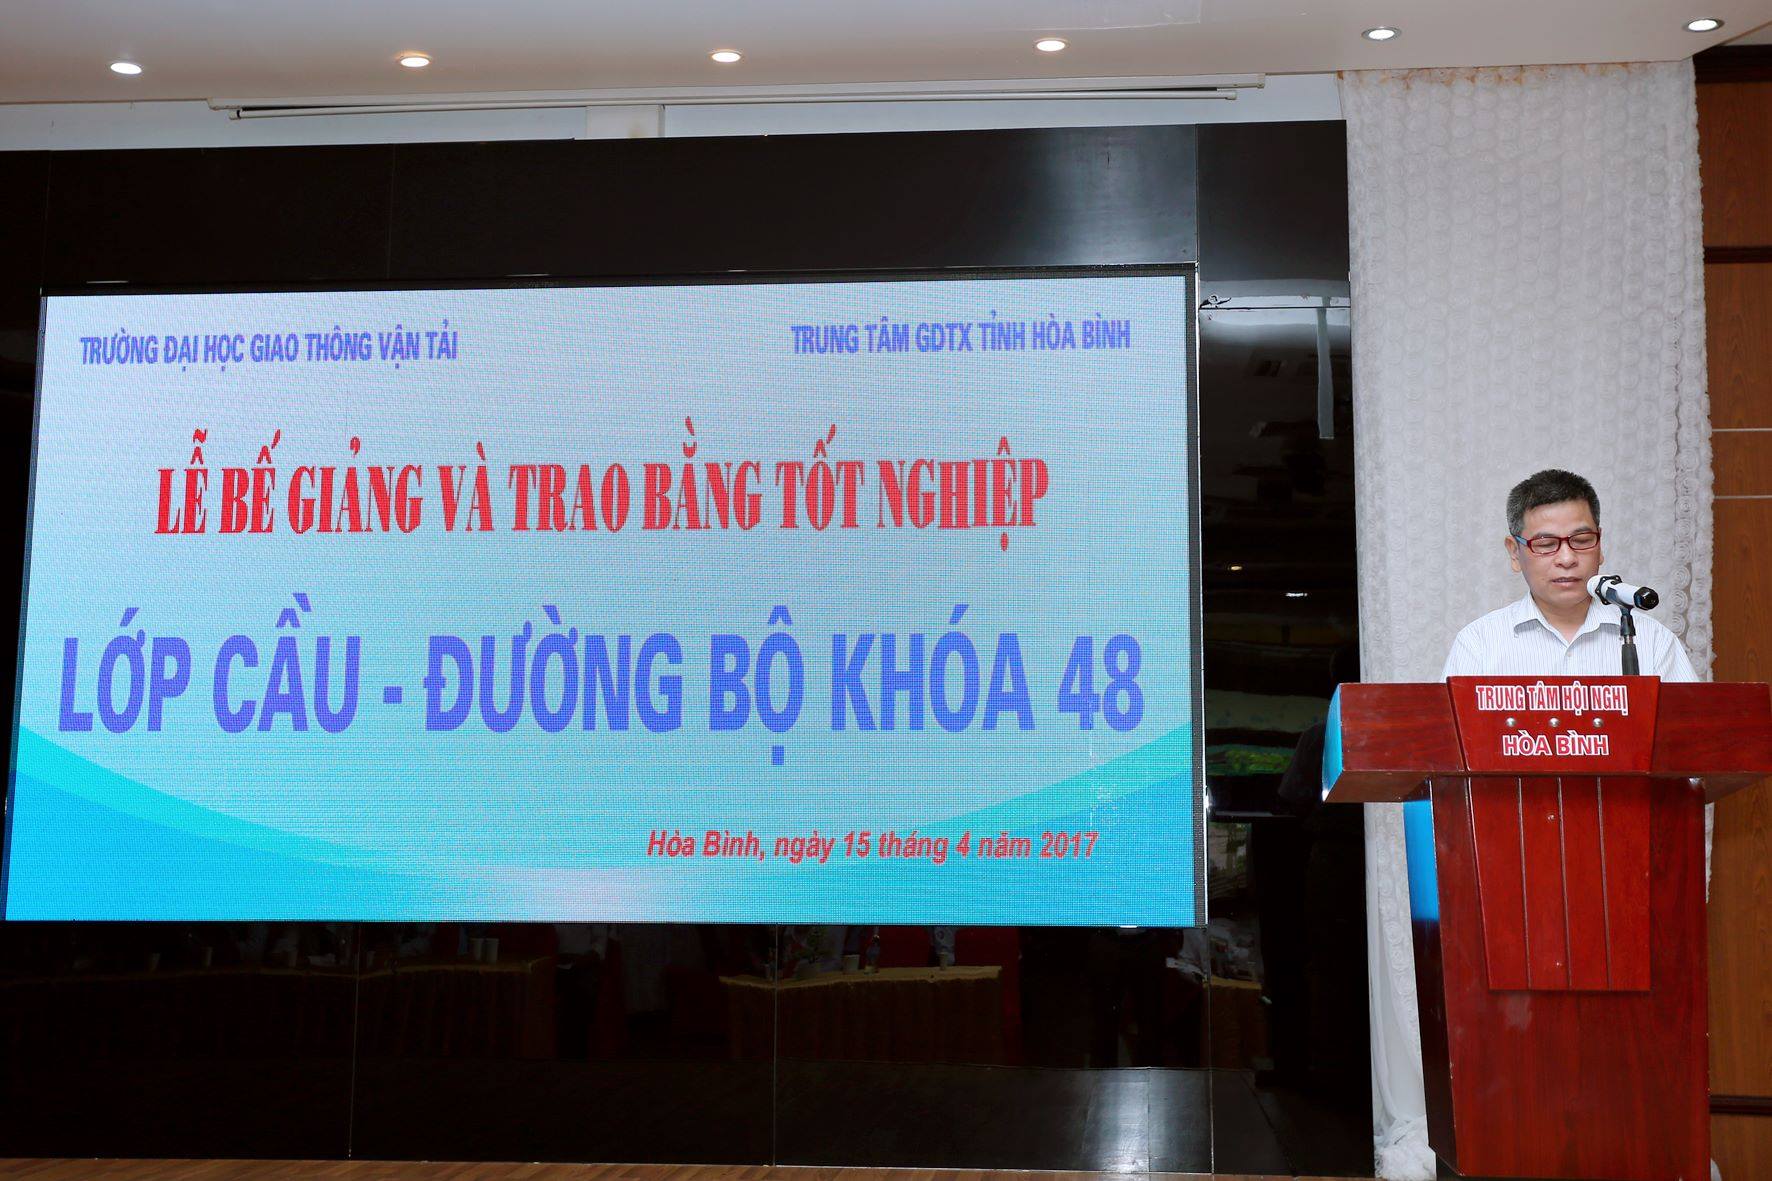 TRƯỜNG ĐẠI HỌC GIAO THÔNG VẬN TẢI
TRUNG TÂM GDTX TỈNH HÒA BÌNH
LỄ BẾ GIẢNG VÀ TRAO BẰNG TỐT NGHIỆP
LỚP CẦU - ĐƯỜNG BỘ KHÓA 48
Hòa Bình, ngày 15 tháng 4 năm 2017
TRUNG TÂM HỘI NGHỊ
HÒA BÌNH